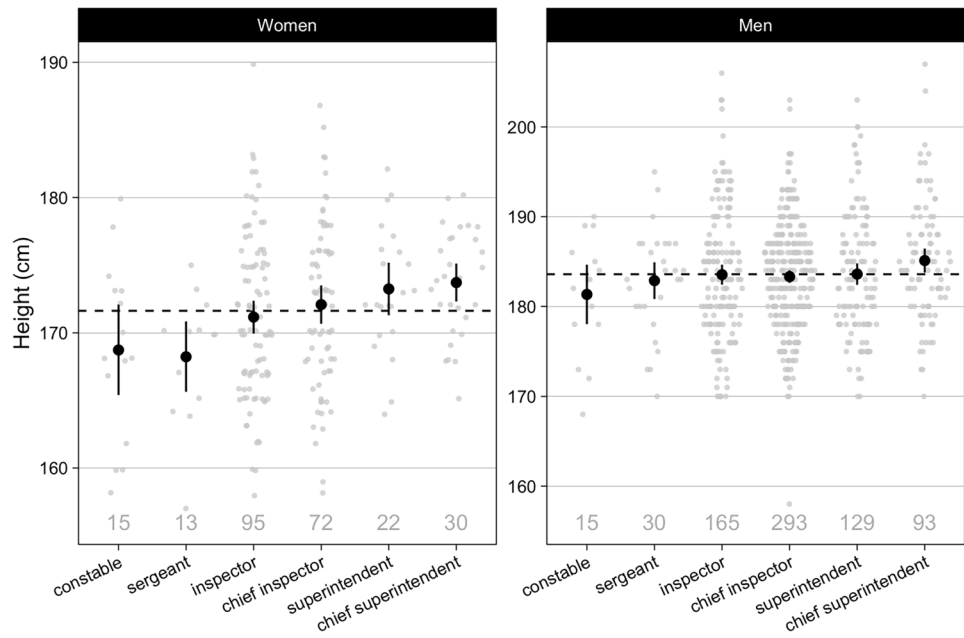 Women
Men
Height (cm)
190
180
170
160
200
190
180
170
160
15 13 95 72 22 30
15 30 165 293 129 93
constable
sergeant
inspector
chief inspector
superintendent
chief superintendent
constable
sergeant
inspector
chief inspector
superintendent
chief superintendent